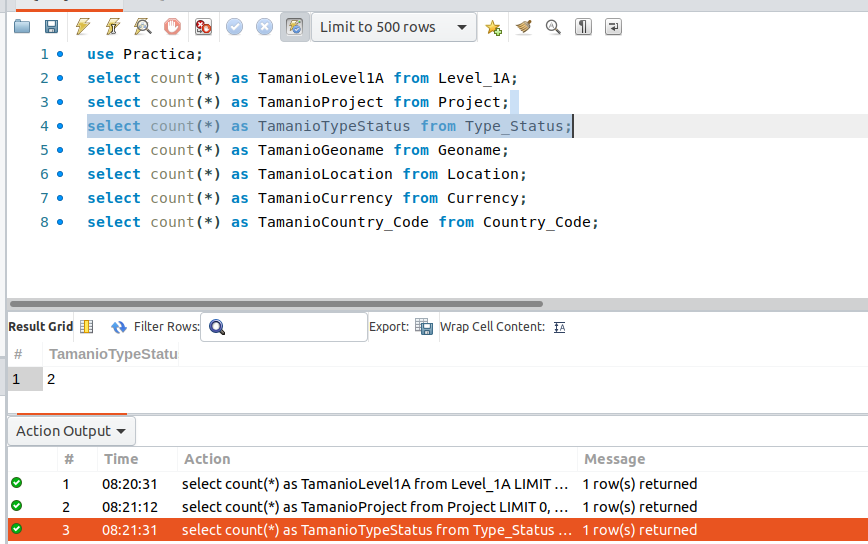 Limit to 500 rows
1 use Practica;
2 select count(*) as TamanioLevel1A from Level_1A;
3 select count(*) as TamanioProject from Project;
4 select count(*) as TamanioTypeStatus from Type_Status;
5 select count(*) as TamanioGeoname from Geoname;
6 select count(*) as TamanioLocation from Location;
7 select count(*) as TamanioCurrency from Currency;
8 select count(*) as TamanioCountry_Code from Country_Code;
Result Grid Filter Rows: Export: Wrap Cell Content:
# TamanioTypeStatu
1 2
Action Output
# Time Action Message
1 08:20:31 select count(*) as TamanioLevel1A from Level_1A LIMIT ... 1 row(s) returned
2 08:21:12 select count(*) as TamanioProject from Project LIMIT 0, ... 1 row(s) returned
3 08:21:31 select count(*) as TamanioTypeStatus from Type_Status ... 1 row(s) returned